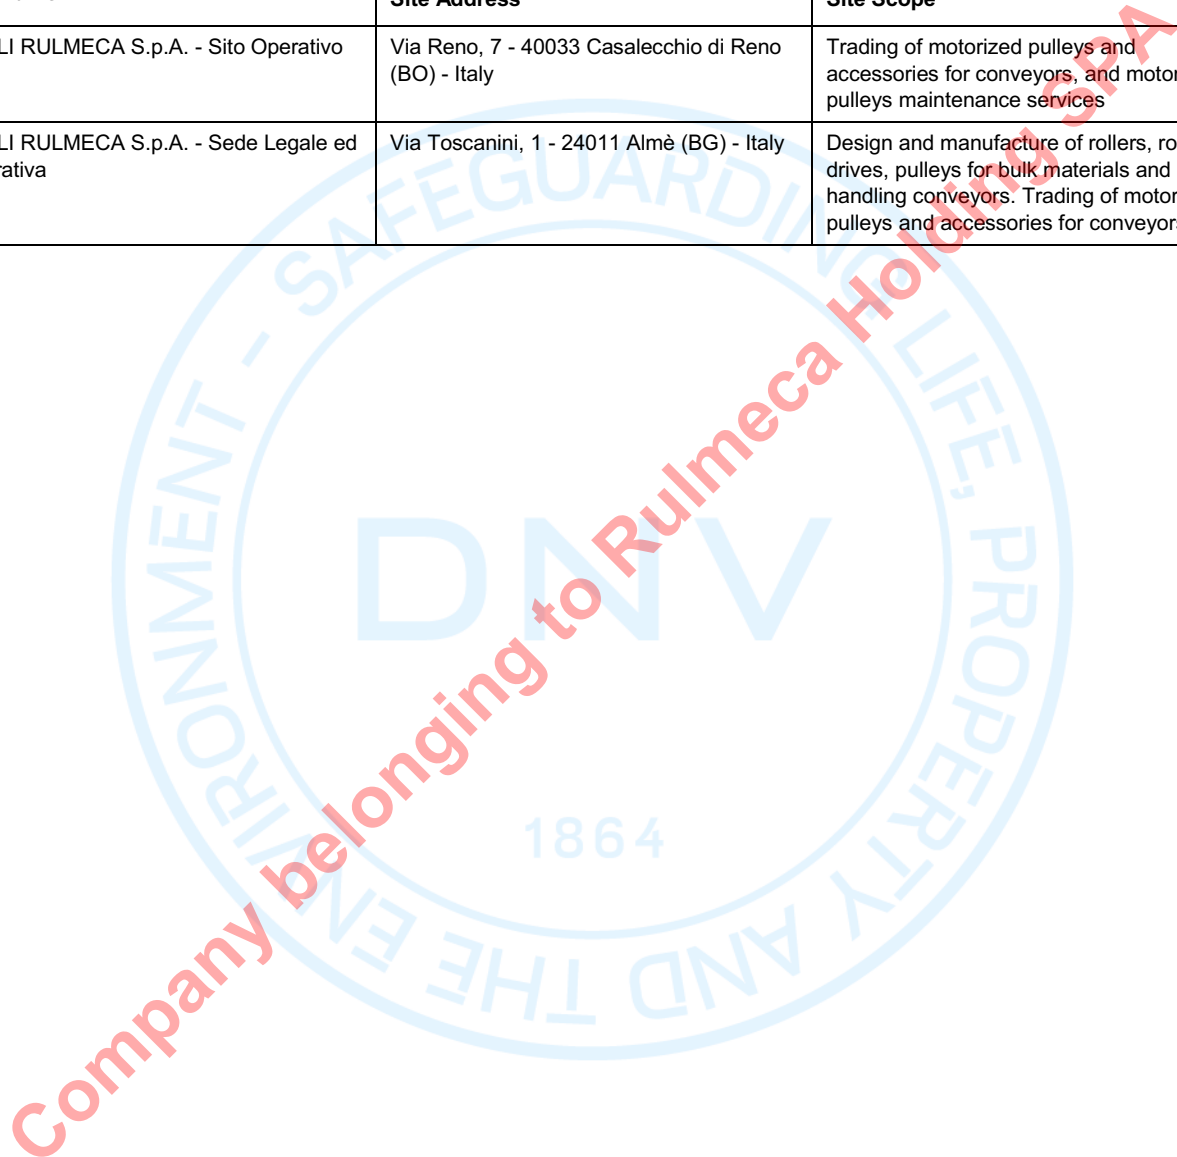 Site Address
Site Scope
LI RULMECA S.p.A. - Sito Operativo
Via Reno, 7 - 40033 Casalecchio di Reno
(BO) - Italy
Trading of motorized pulleys and
accessories for conveyors, and motor
pulleys maintenance services
LI RULMECA S.p.A. - Sede Legale ed
rativa
Via Toscanini, 1 - 24011 Almè (BG) - Italy
Design and manufacture of rollers, ro
drives, pulleys for bulk materials and
handling conveyors. Trading of motor
pulleys and accessories for conveyors
Company belonging to Rulmeca Holding SPA
SAFEGUARDING LIFE, PROPERTY AND THE ENVIRONMENT -
DNV
1864